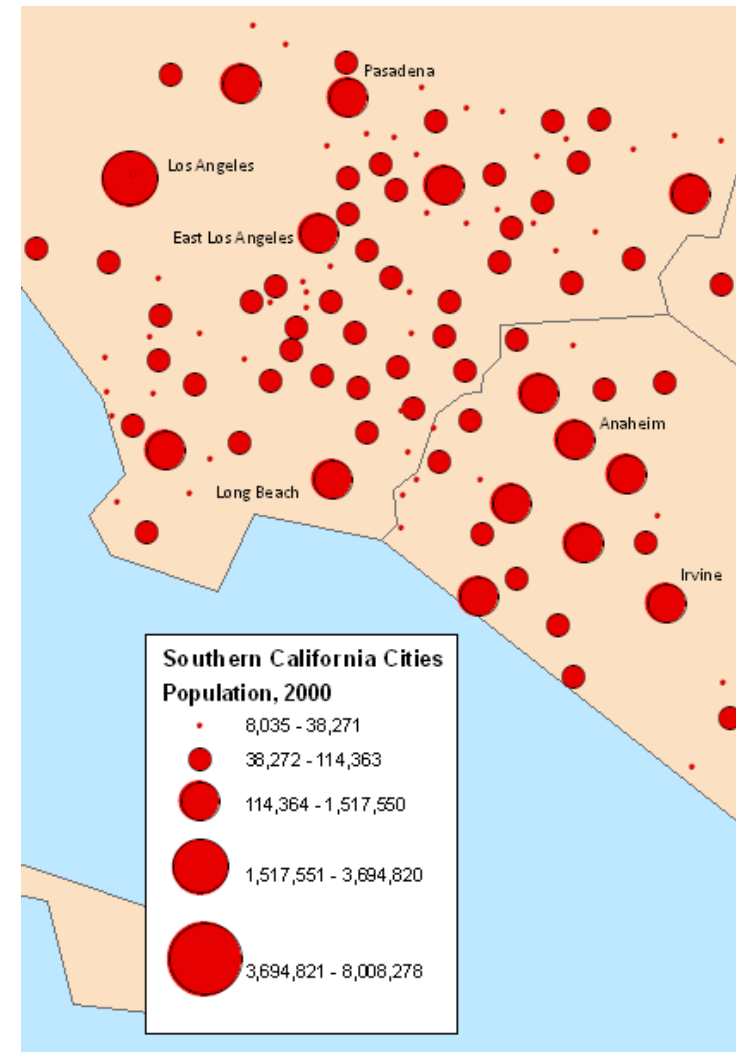 Pasadena
Los Angeles
East Los Angeles
Anaheim
Long Beach
Irvine
Southern California Cities
Population, 2000
8,035 - 38,271
38,272 - 114,363
114,364 - 1,517,550
1,517,551 - 3,694,820
3,694,821 - 8,008,278